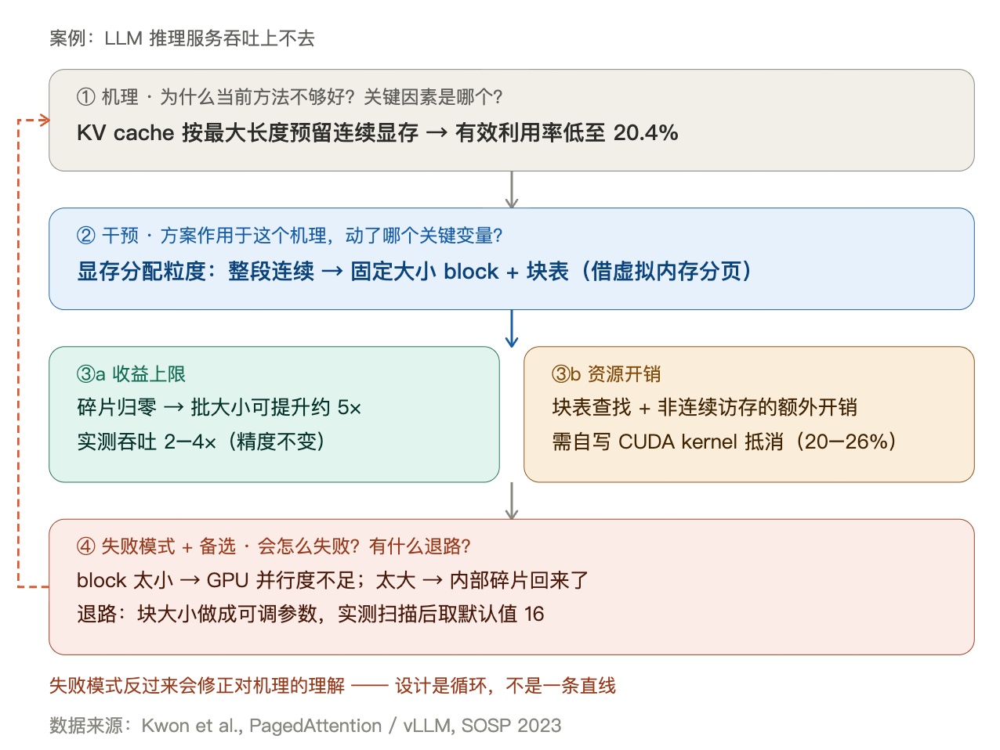 案例：LLM 推理服务吞吐上不去
① 机理 · 为什么当前方法不够好？关键因素是哪个？
KV cache 按最大长度预留连续显存 → 有效利用率低至 20.4%
② 干预 · 方案作用于这个机理，动了哪个关键变量？
显存分配粒度：整段连续 → 固定大小 block + 块表（借虚拟内存分页）
③a 收益上限
碎片归零 → 批大小可提升约 5×
实测吞吐 2–4×（精度不变）
③b 资源开销
块表查找 + 非连续访存的额外开销
需自写 CUDA kernel 抵消（20–26%）
④ 失败模式 + 备选 · 会怎么失败？有什么退路？
block 太小 → GPU 并行度不足；太大 → 内部碎片回来了
退路：块大小做成可调参数，实测扫描后取默认值 16
失败模式反过来会修正对机理的理解 —— 设计是循环，不是一条直线
数据来源：Kwon et al., PagedAttention / vLLM, SOSP 2023